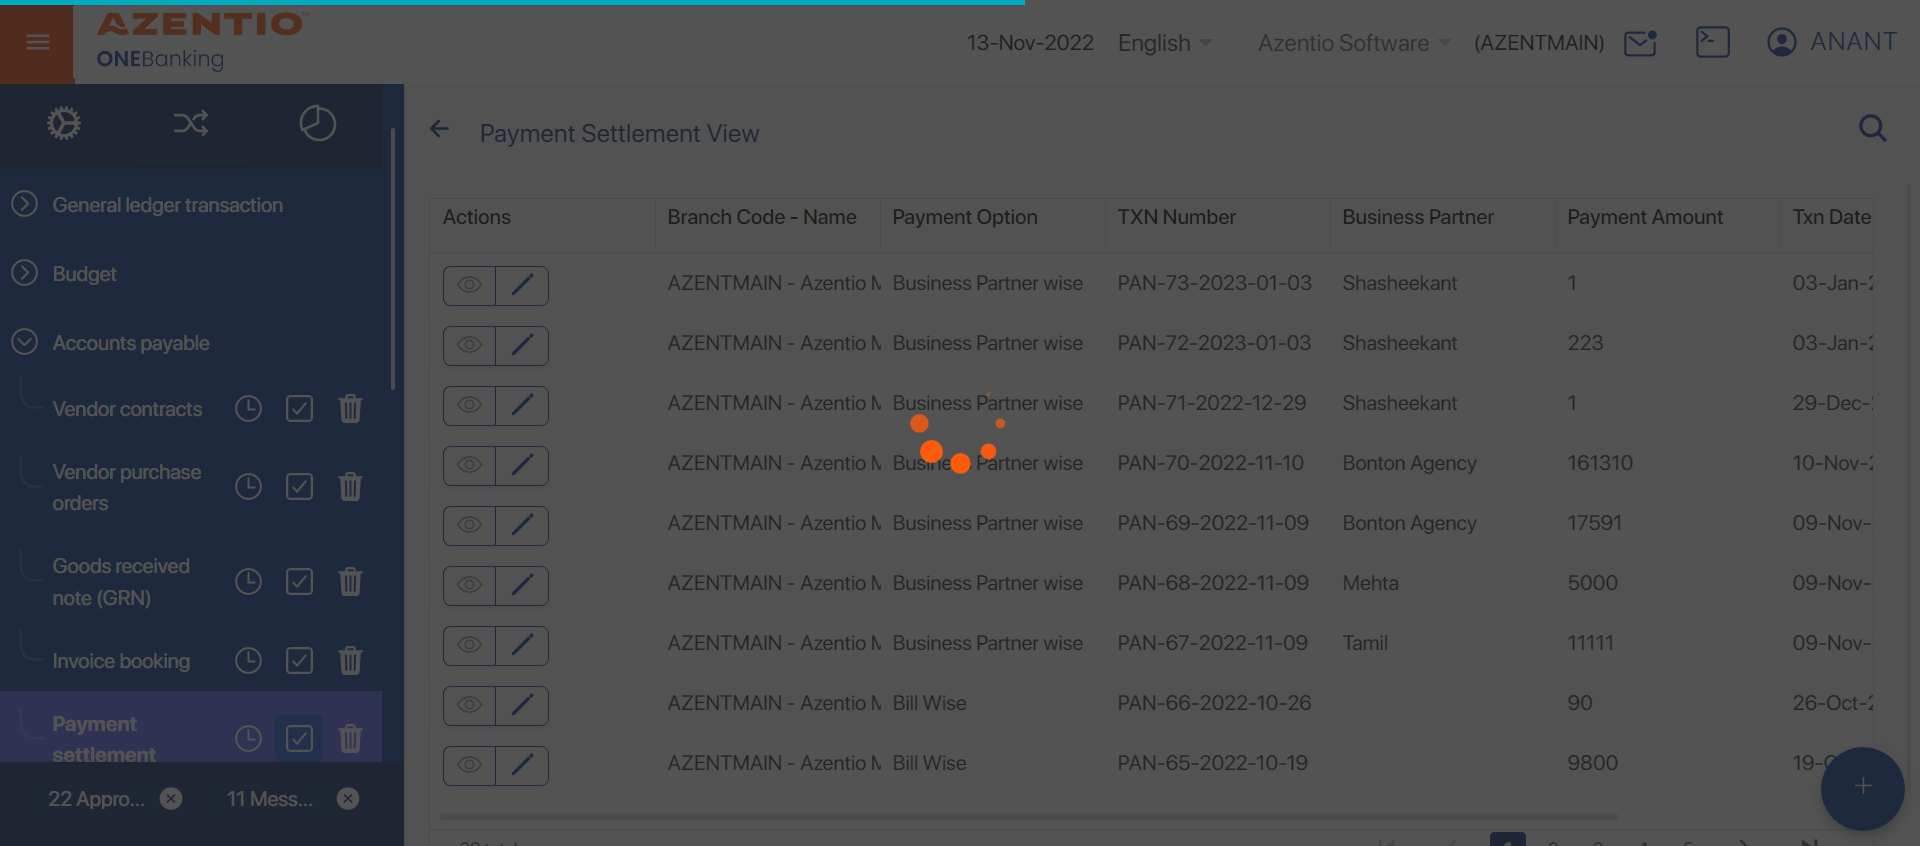 AZENTIO
ONEBanking
13-Nov-2022 English Azentio Software (AZENTMAIN) ANANT
General ledger transaction
Budget
Accounts payable
Vendor contracts
Vendor purchase
orders
Goods received
note (GRN)
Invoice booking
Payment
settlement
22 Appro...
11 Mess...
Payment Settlement View
Actions Branch Code - Name Payment Option TXN Number Business Partner Payment Amount Txn Date
AZENTMAIN - Azentio M Business Partner wise PAN-73-2023-01-03 Shasheekant 1 03-Jan-2
AZENTMAIN - Azentio M Business Partner wise PAN-72-2023-01-03 Shasheekant 223 03-Jan-2
AZENTMAIN - Azentio M Business Partner wise PAN-71-2022-12-29 Shasheekant 1 29-Dec-
AZENTMAIN - Azentio M Business Partner wise PAN-70-2022-11-10 Bonton Agency 161310 10-Nov-2
AZENTMAIN - Azentio M Business Partner wise PAN-69-2022-11-09 Bonton Agency 17591 09-Nov-
AZENTMAIN - Azentio M Business Partner wise PAN-68-2022-11-09 Mehta 5000 09-Nov-
AZENTMAIN - Azentio M Business Partner wise PAN-67-2022-11-09 Tamil 11111 09-Nov-
AZENTMAIN - Azentio M Bill Wise PAN-66-2022-10-26 90 26-Oct-2
AZENTMAIN - Azentio M Bill Wise PAN-65-2022-10-19 9800 19-O